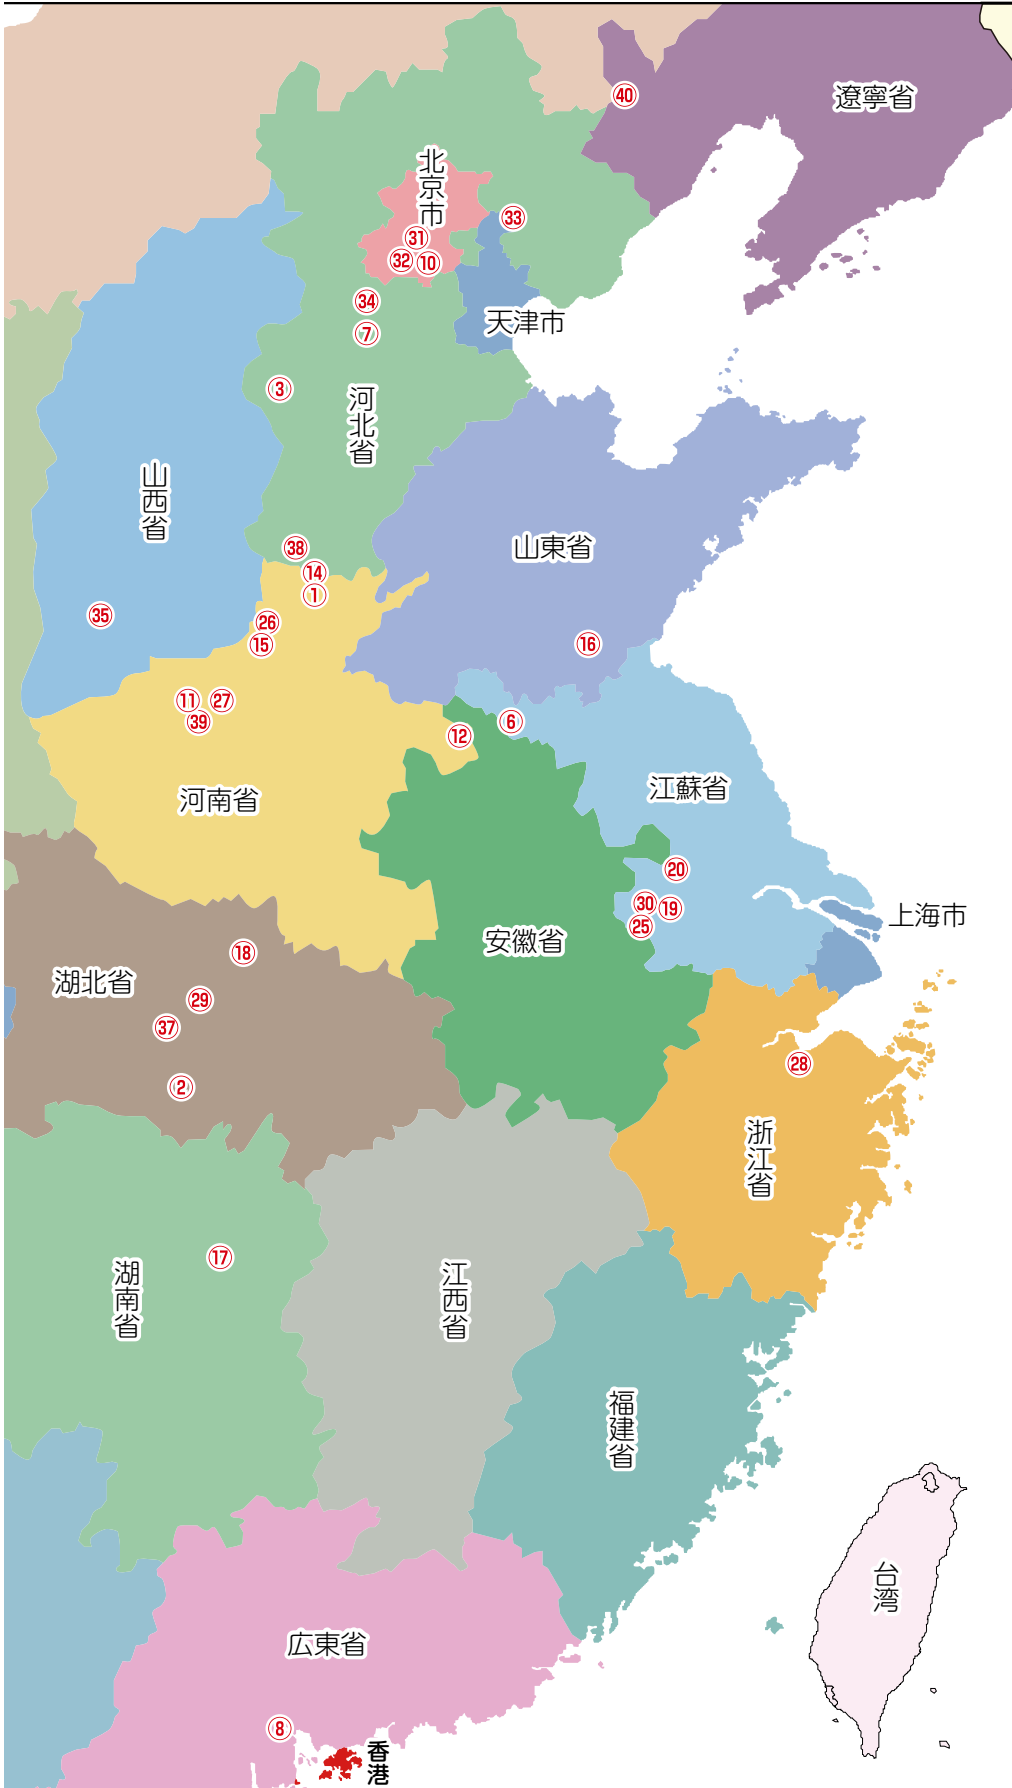 ㊵
遼寧省
北京市
㉝
㉛
㉜
⑩
㉞
天津市
⑦
③
河北省
山西省
㊳
山東省
⑭
①
㉟
㉖
⑮
⑯
⑪
㉗
㊴
⑥
⑫
河南省
江蘇省
⑳
㉚
⑲
㉕
上海市
安徽省
⑱
湖北省
㉙
㊲
㉘
②
浙江省
⑰
湖南省
江西省
福建省
台湾
広東省
⑧
香港